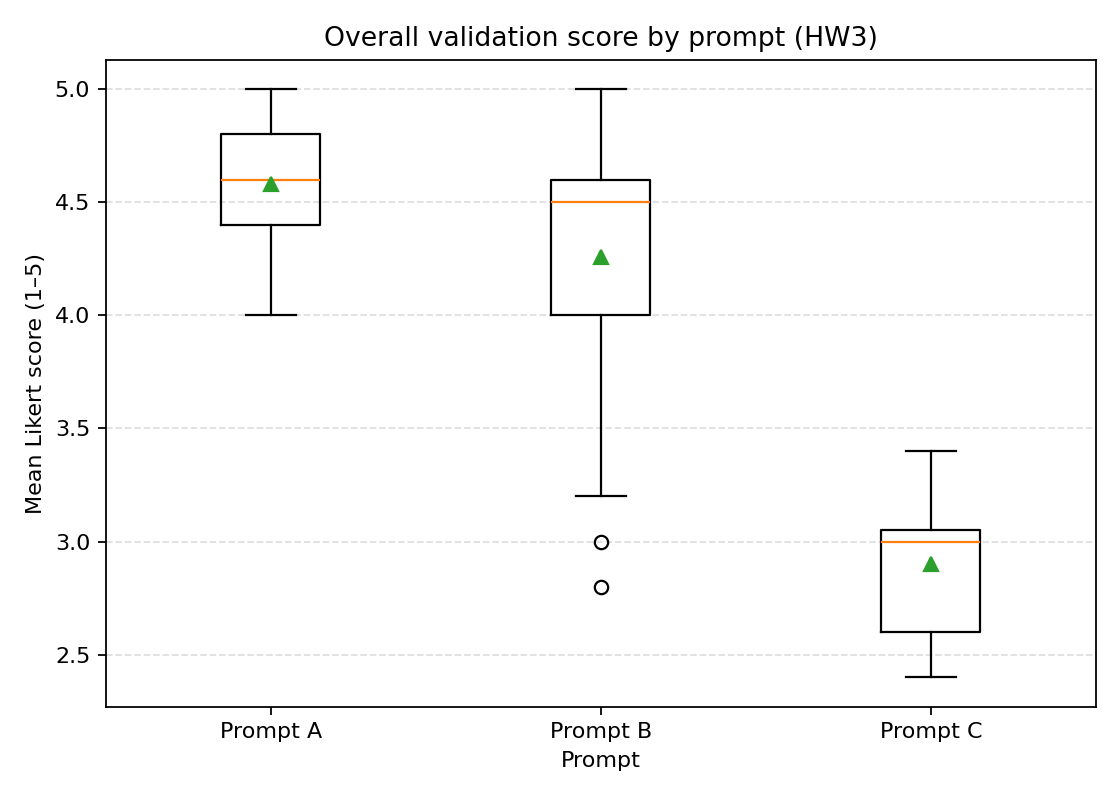 Overall validation score by prompt (HW3)
Mean Likert score (1–5)
5.0
4.5
4.0
3.5
3.0
2.5
Prompt A
Prompt B
Prompt C
Prompt